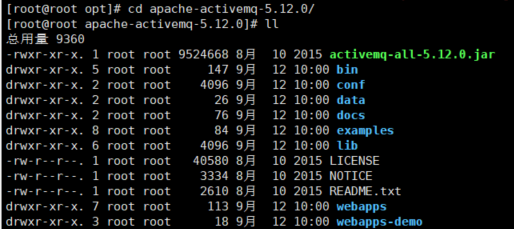 [root@root opt]# cd apache-activemq-5.12.0/
[root@root apache-activemq-5.12.0]# ll
总用量 9360
-rwxr-xr-x. 1 root root 9524668 8月  10 2015 activemq-all-5.12.0.jar
drwxr-xr-x. 5 root root     147 9月  12 10:00 bin
drwxr-xr-x. 2 root root    4096 9月  12 10:00 conf
drwxr-xr-x. 2 root root      26 9月  12 10:00 data
drwxr-xr-x. 2 root root      76 9月  12 10:00 docs
drwxr-xr-x. 8 root root      84 9月  12 10:00 examples
drwxr-xr-x. 6 root root    4096 9月  12 10:00 lib
-rw-r--r--. 1 root root   40580 8月  10 2015 LICENSE
-rw-r--r--. 1 root root    3334 8月  10 2015 NOTICE
-rw-r--r--. 1 root root    2610 8月  10 2015 README.txt
drwxr-xr-x. 7 root root     113 9月  12 10:00 webapps
drwxr-xr-x. 3 root root      18 9月  12 10:00 webapps-demo